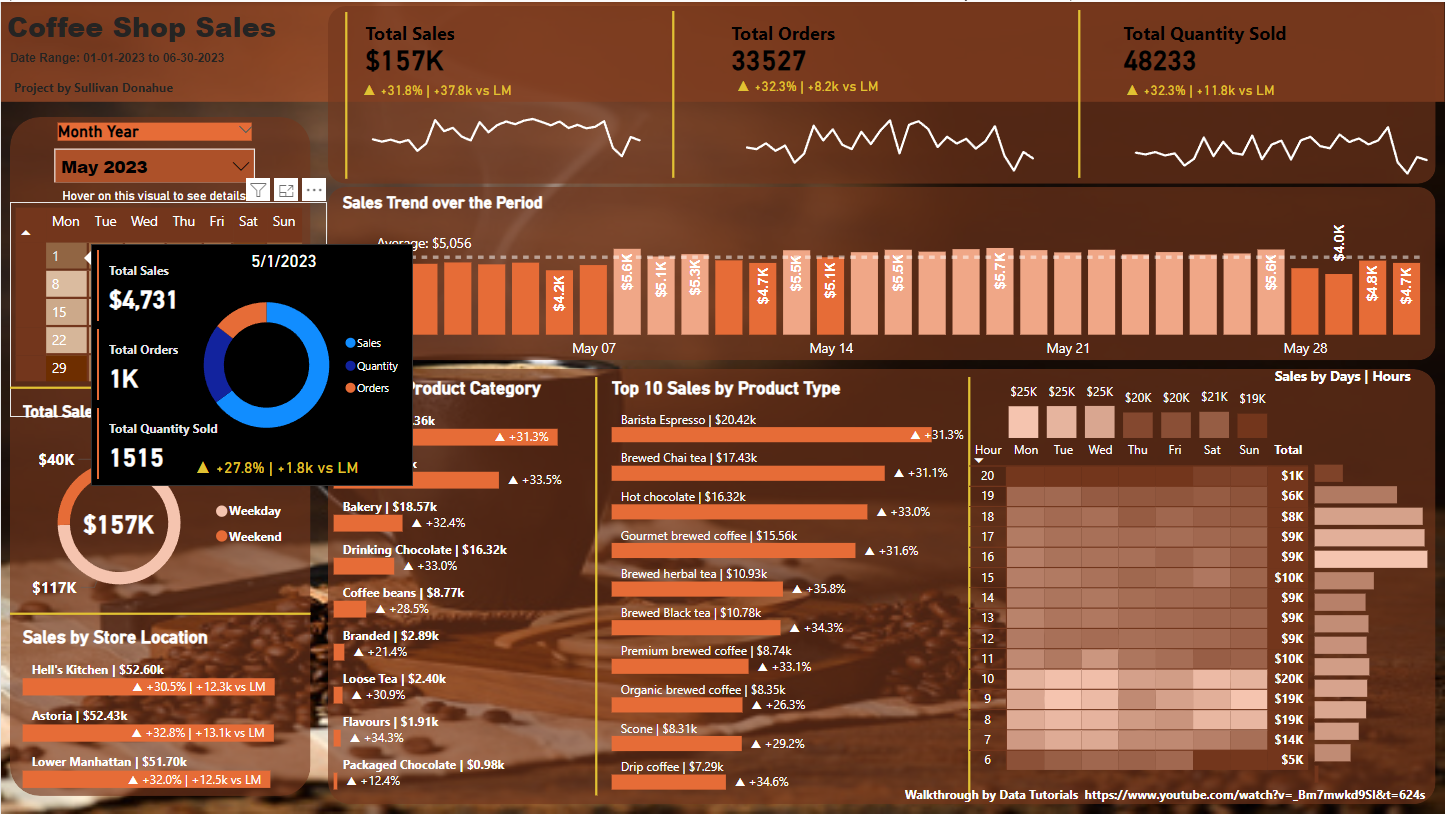 Coffee Shop Sales
Date Range: 01-01-2023 to 06-30-2023
Project by Sullivan Donahue
Total Sales
$157K
+31.8% | +37.8k vs LM
Total Orders
33527
+32.3% | +8.2k vs LM
Total Quantity Sold
48233
+32.3% | +11.8k vs LM
Month Year
May 2023
Hover on this visual to see details
Mon Tue Wed Thu Fri Sat Sun
1
8
15
22
29
5/1/2023
Total Sales
$4,731
Total Orders
1K
Total Quantity Sold
1515
+27.8% | +1.8k vs LM
Sales
Quantity
Orders
Sales Trend over the Period
Average: $5,056
$4.2K $5.6K $5.1K $5.3K $4.7K $5.5K $5.1K $5.5K $5.7K $5.6K $4.0K $4.8K $4.7K
May 07 May 14 May 21 May 28
Total Sale
$40K
$157K
$117K
Weekday
Weekend
Sales by Store Location
Hell's Kitchen | $52.60k
+30.5% | +12.3k vs LM
Astoria | $52.43k
+32.8% | +13.1k vs LM
Lower Manhattan | $51.70k
+32.0% | +12.5k vs LM
Product Category
.36k
+31.3%
k
+33.5%
Bakery | $18.57k
+32.4%
Drinking Chocolate | $16.32k
+33.0%
Coffee beans | $8.77k
+28.5%
Branded | $2.89k
+21.4%
Loose Tea | $2.40k
+30.9%
Flavours | $1.91k
+34.3%
Packaged Chocolate | $0.98k
+12.4%
Top 10 Sales by Product Type
Barista Espresso | $20.42k
+31.3%
Brewed Chai tea | $17.43k
+31.1%
Hot chocolate | $16.32k
+33.0%
Gourmet brewed coffee | $15.56k
+31.6%
Brewed herbal tea | $10.93k
+35.8%
Brewed Black tea | $10.78k
+34.3%
Premium brewed coffee | $8.74k
+33.1%
Organic brewed coffee | $8.35k
+26.3%
Scone | $8.31k
+29.2%
Drip coffee | $7.29k
+34.6%
Sales by Days | Hours
$25K $25K $25K $20K $20K $21K $19K
Hour Mon Tue Wed Thu Fri Sat Sun Total
20 $1K
19 $6K
18 $8K
17 $9K
16 $9K
15 $10K
14 $9K
13 $9K
12 $9K
11 $10K
10 $20K
9 $19K
8 $19K
7 $14K
6 $5K
Walkthrough by Data Tutorials https://www.youtube.com/watch?v=_Bm7mwkd9SI&t=624s